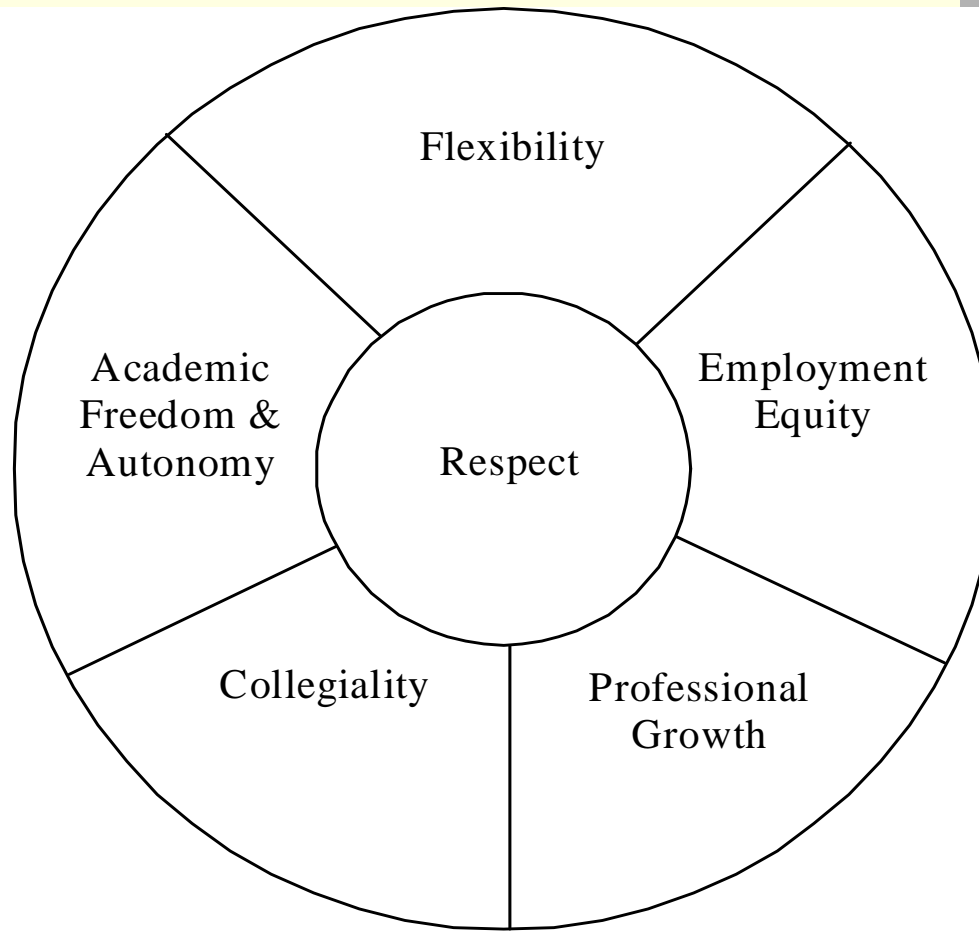 Flexibility
Academic
Freedom &
Autonomy
Employment
Equity
Respect
Collegiality
Professional
Growth